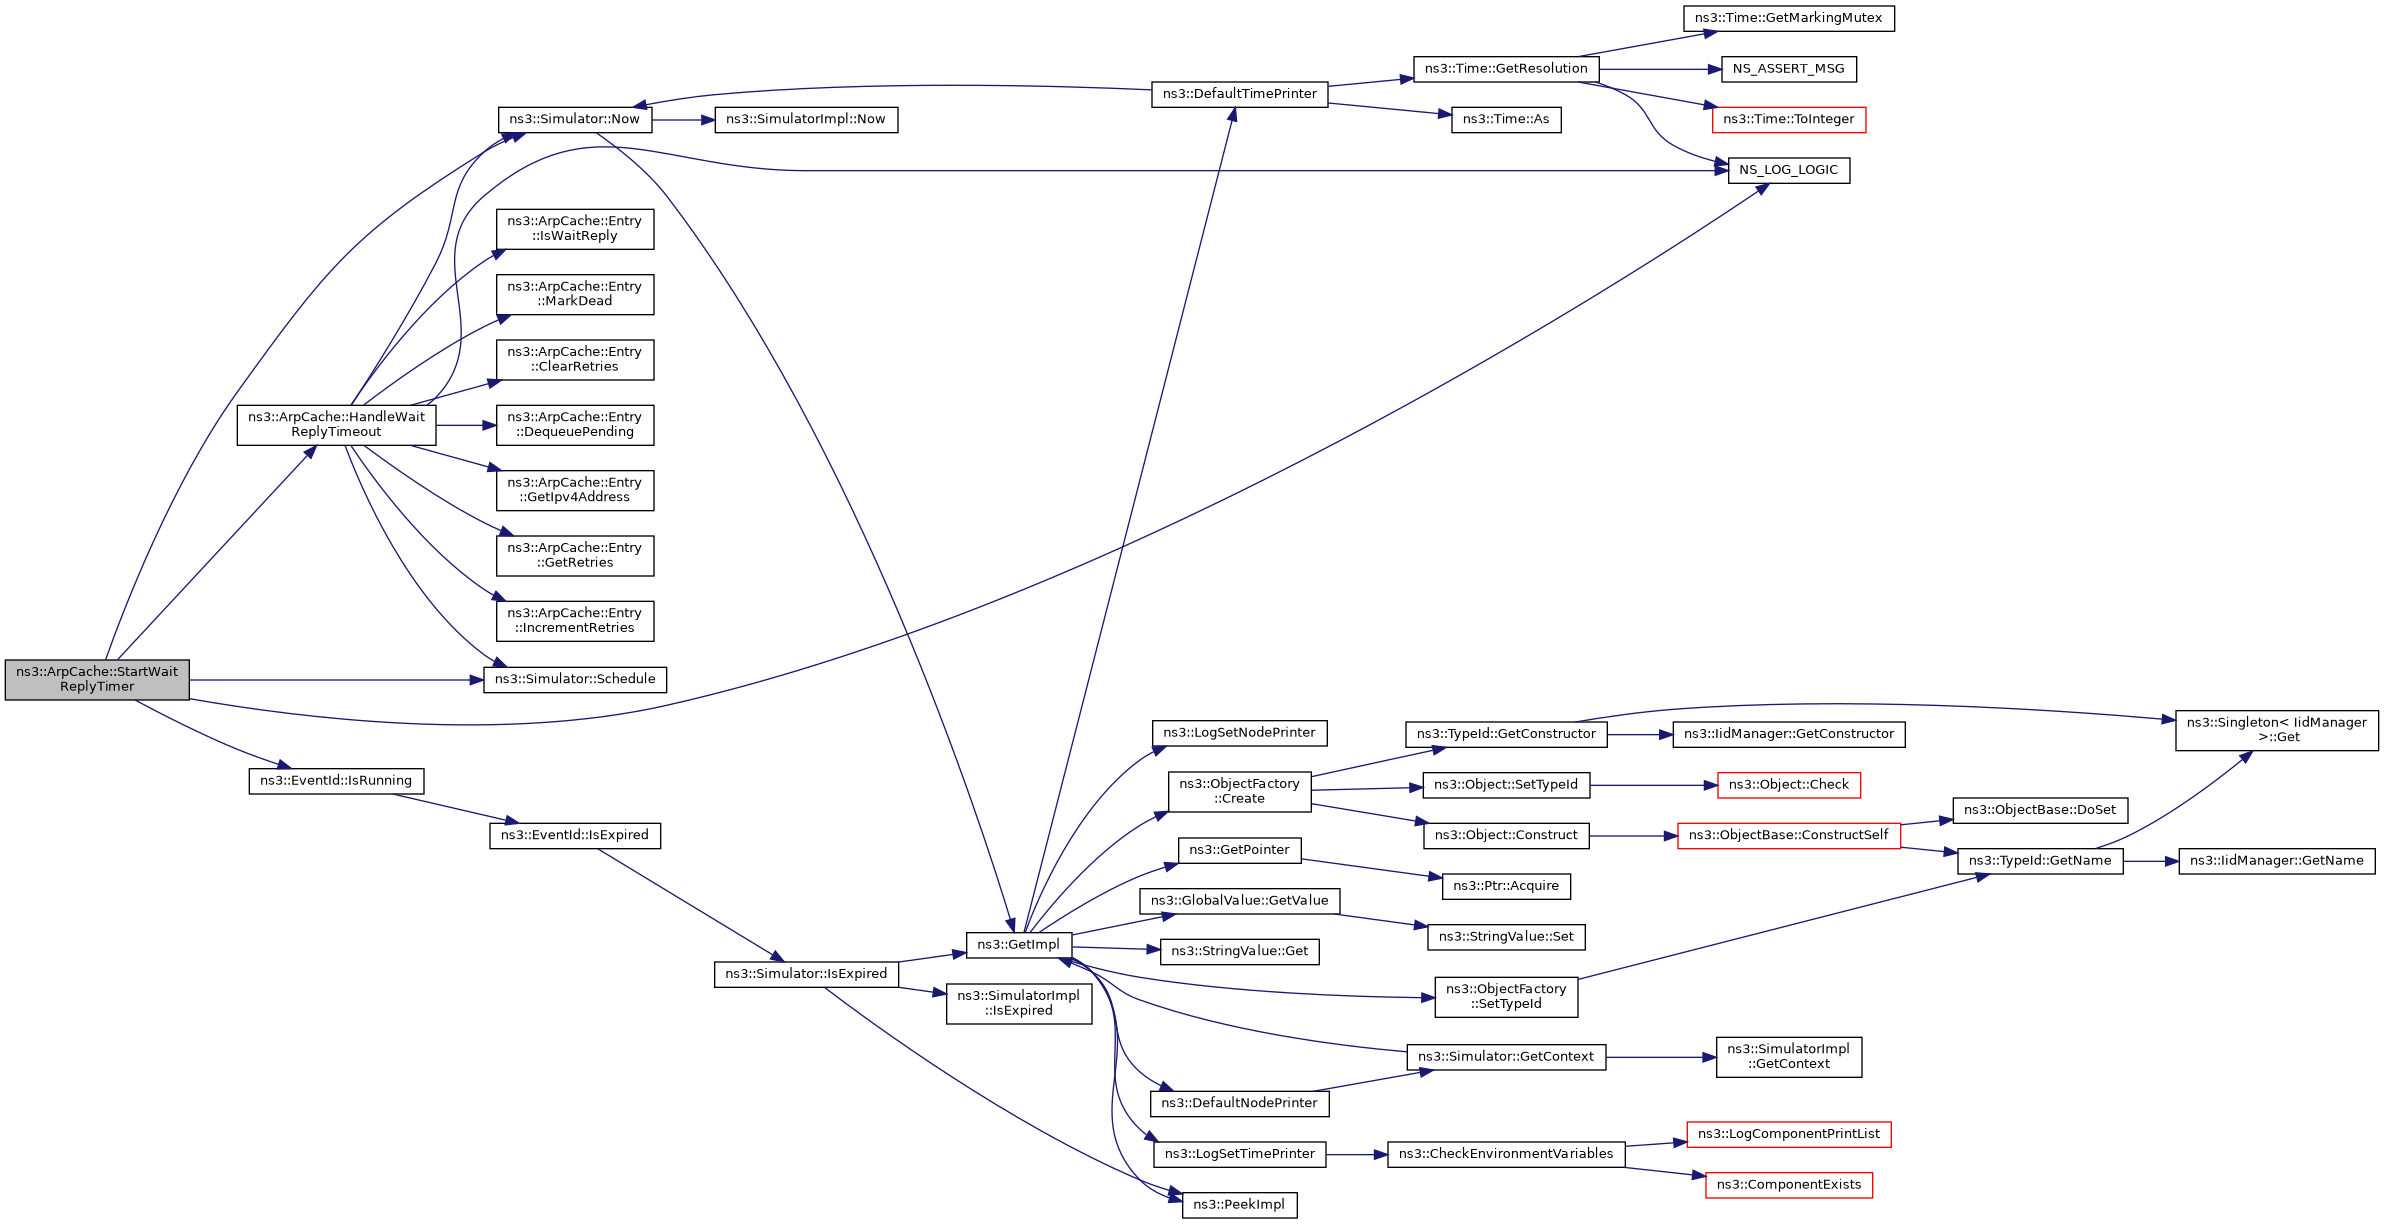 ns3::ArpCache::StartWait
ReplyTimer
ns3::ArpCache::HandleWait
ReplyTimeout
ns3::EventId::IsRunning
ns3::Simulator::Now
ns3::ArpCache::Entry
::IsWaitReply
ns3::ArpCache::Entry
::MarkDead
ns3::ArpCache::Entry
::ClearRetries
ns3::ArpCache::Entry
::DequeuePending
ns3::ArpCache::Entry
::GetIpv4Address
ns3::ArpCache::Entry
::GetRetries
ns3::ArpCache::Entry
::IncrementRetries
ns3::Simulator::Schedule
ns3::EventId::IsExpired
ns3::SimulatorImpl::Now
ns3::Simulator::IsExpired
ns3::GetImpl
ns3::SimulatorImpl
::IsExpired
ns3::DefaultTimePrinter
ns3::LogSetNodePrinter
ns3::ObjectFactory
::Create
ns3::GetPointer
ns3::GlobalValue::GetValue
ns3::StringValue::Get
ns3::DefaultNodePrinter
ns3::LogSetTimePrinter
ns3::PeekImpl
ns3::Time::GetResolution
ns3::Time::As
ns3::TypeId::GetConstructor
ns3::Object::SetTypeId
ns3::Object::Construct
ns3::Ptr::Acquire
ns3::StringValue::Set
ns3::ObjectFactory
::SetTypeId
ns3::Simulator::GetContext
ns3::CheckEnvironmentVariables
ns3::Time::GetMarkingMutex
NS_ASSERT_MSG
ns3::Time::ToInteger
NS_LOG_LOGIC
ns3::IidManager::GetConstructor
ns3::Object::Check
ns3::ObjectBase::ConstructSelf
ns3::SimulatorImpl
::GetContext
ns3::LogComponentPrintList
ns3::ComponentExists
ns3::ObjectBase::DoSet
ns3::TypeId::GetName
ns3::Singleton< IidManager
>::Get
ns3::IidManager::GetName